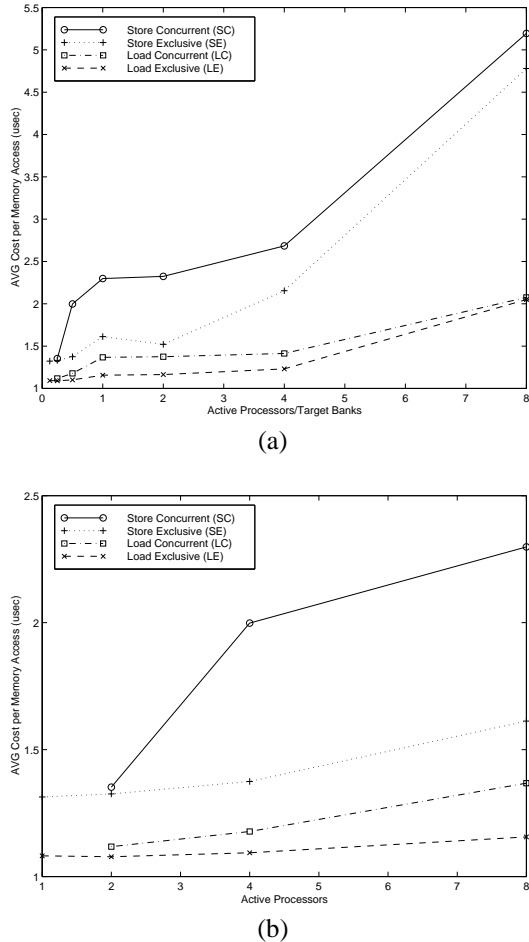 5.5
5
4.5
4
3.5
3
2.5
2
1.5
1
AVG Cost per Memory Access (usec)
Store Concurrent (SC)
Store Exclusive (SE)
Load Concurrent (LC)
Load Exclusive (LE)
0 1 2 3 4 5 6 7 8
Active Processors/Target Banks
(a)
2.5
2
1.5
1
AVG Cost per Memory Access (usec)
Store Concurrent (SC)
Store Exclusive (SE)
Load Concurrent (LC)
Load Exclusive (LE)
1 2 3 4 5 6 7 8
Active Processors
(b)